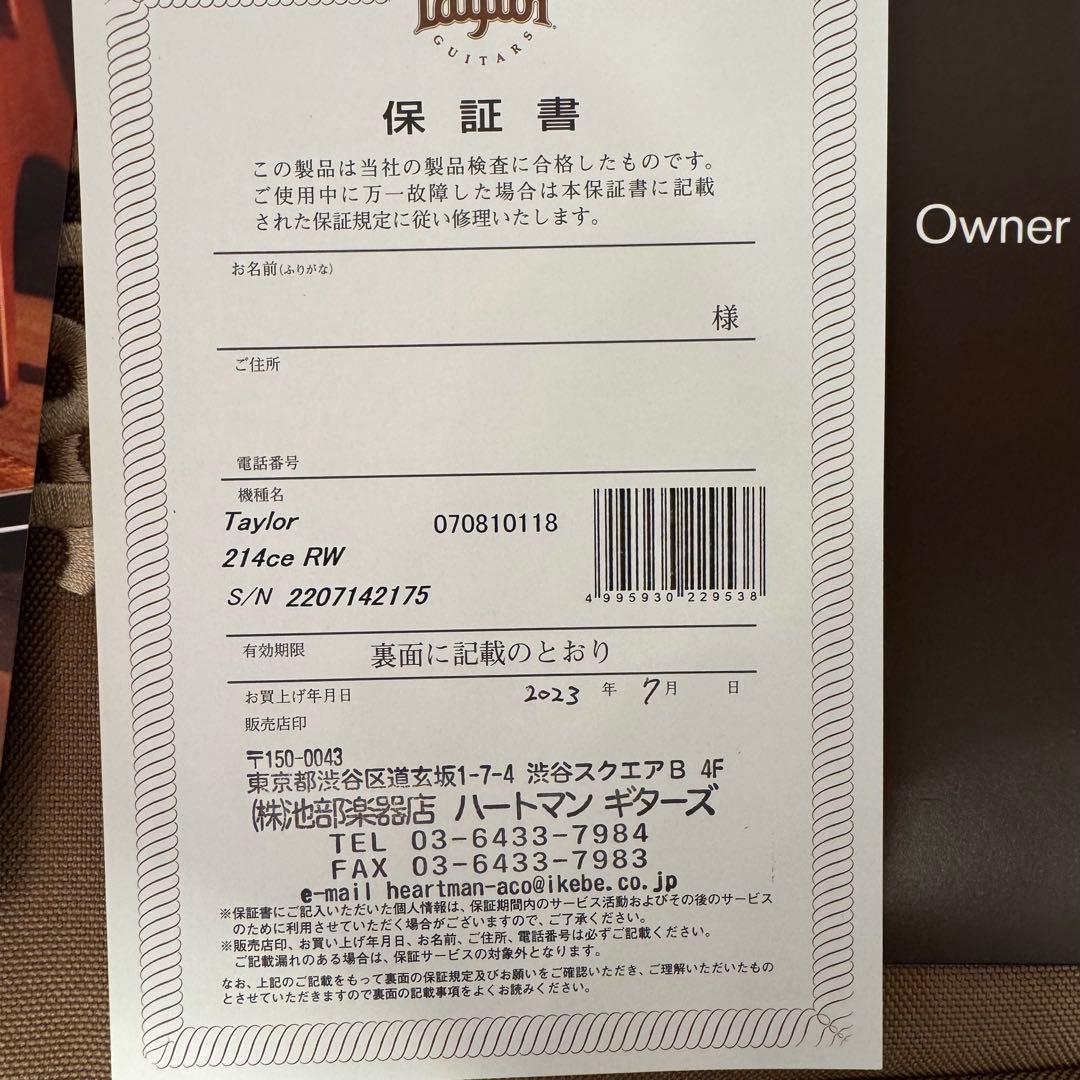 Taylor
GUITARS
保証書
この製品は当社の製品検査に合格したものです。
ご使用中に万一故障した場合は本保証書に記載
された保証規定に従い修理いたします。
お名前(ふりがな)
様
ご住所
電話番号
機種名
Taylor 070810118
214ce RW
S/N 2207142175
4 995930 229538
有効期限 裏面に記載のとおり
お買上げ年月日 2023 年 7 月 日
販売店印
〒150-0043
東京都渋谷区道玄坂1-7-4 渋谷スクエアB 4F
(株)池部楽器店 ハートマン ギターズ
TEL 03-6433-7984
FAX 03-6433-7983
e-mail heartman-aco@ikebe.co.jp
※保証書にご記入いただいた個人情報は、保証期間内のサービス活動およびその後のサービス
のために利用させていただく場合がございますので、ご了承ください。
※販売店印、お買い上げ年月日、お名前、ご住所、電話番号は必ずご記載ください。
ご記載漏れのある場合は、保証サービスの対象外となります。
なお、上記のご記載をもって裏面の保証規定及びお願いをご確認いただき、ご理解いただいたもの
とさせていただきますので裏面の記載事項をよくお読みください。
Owner